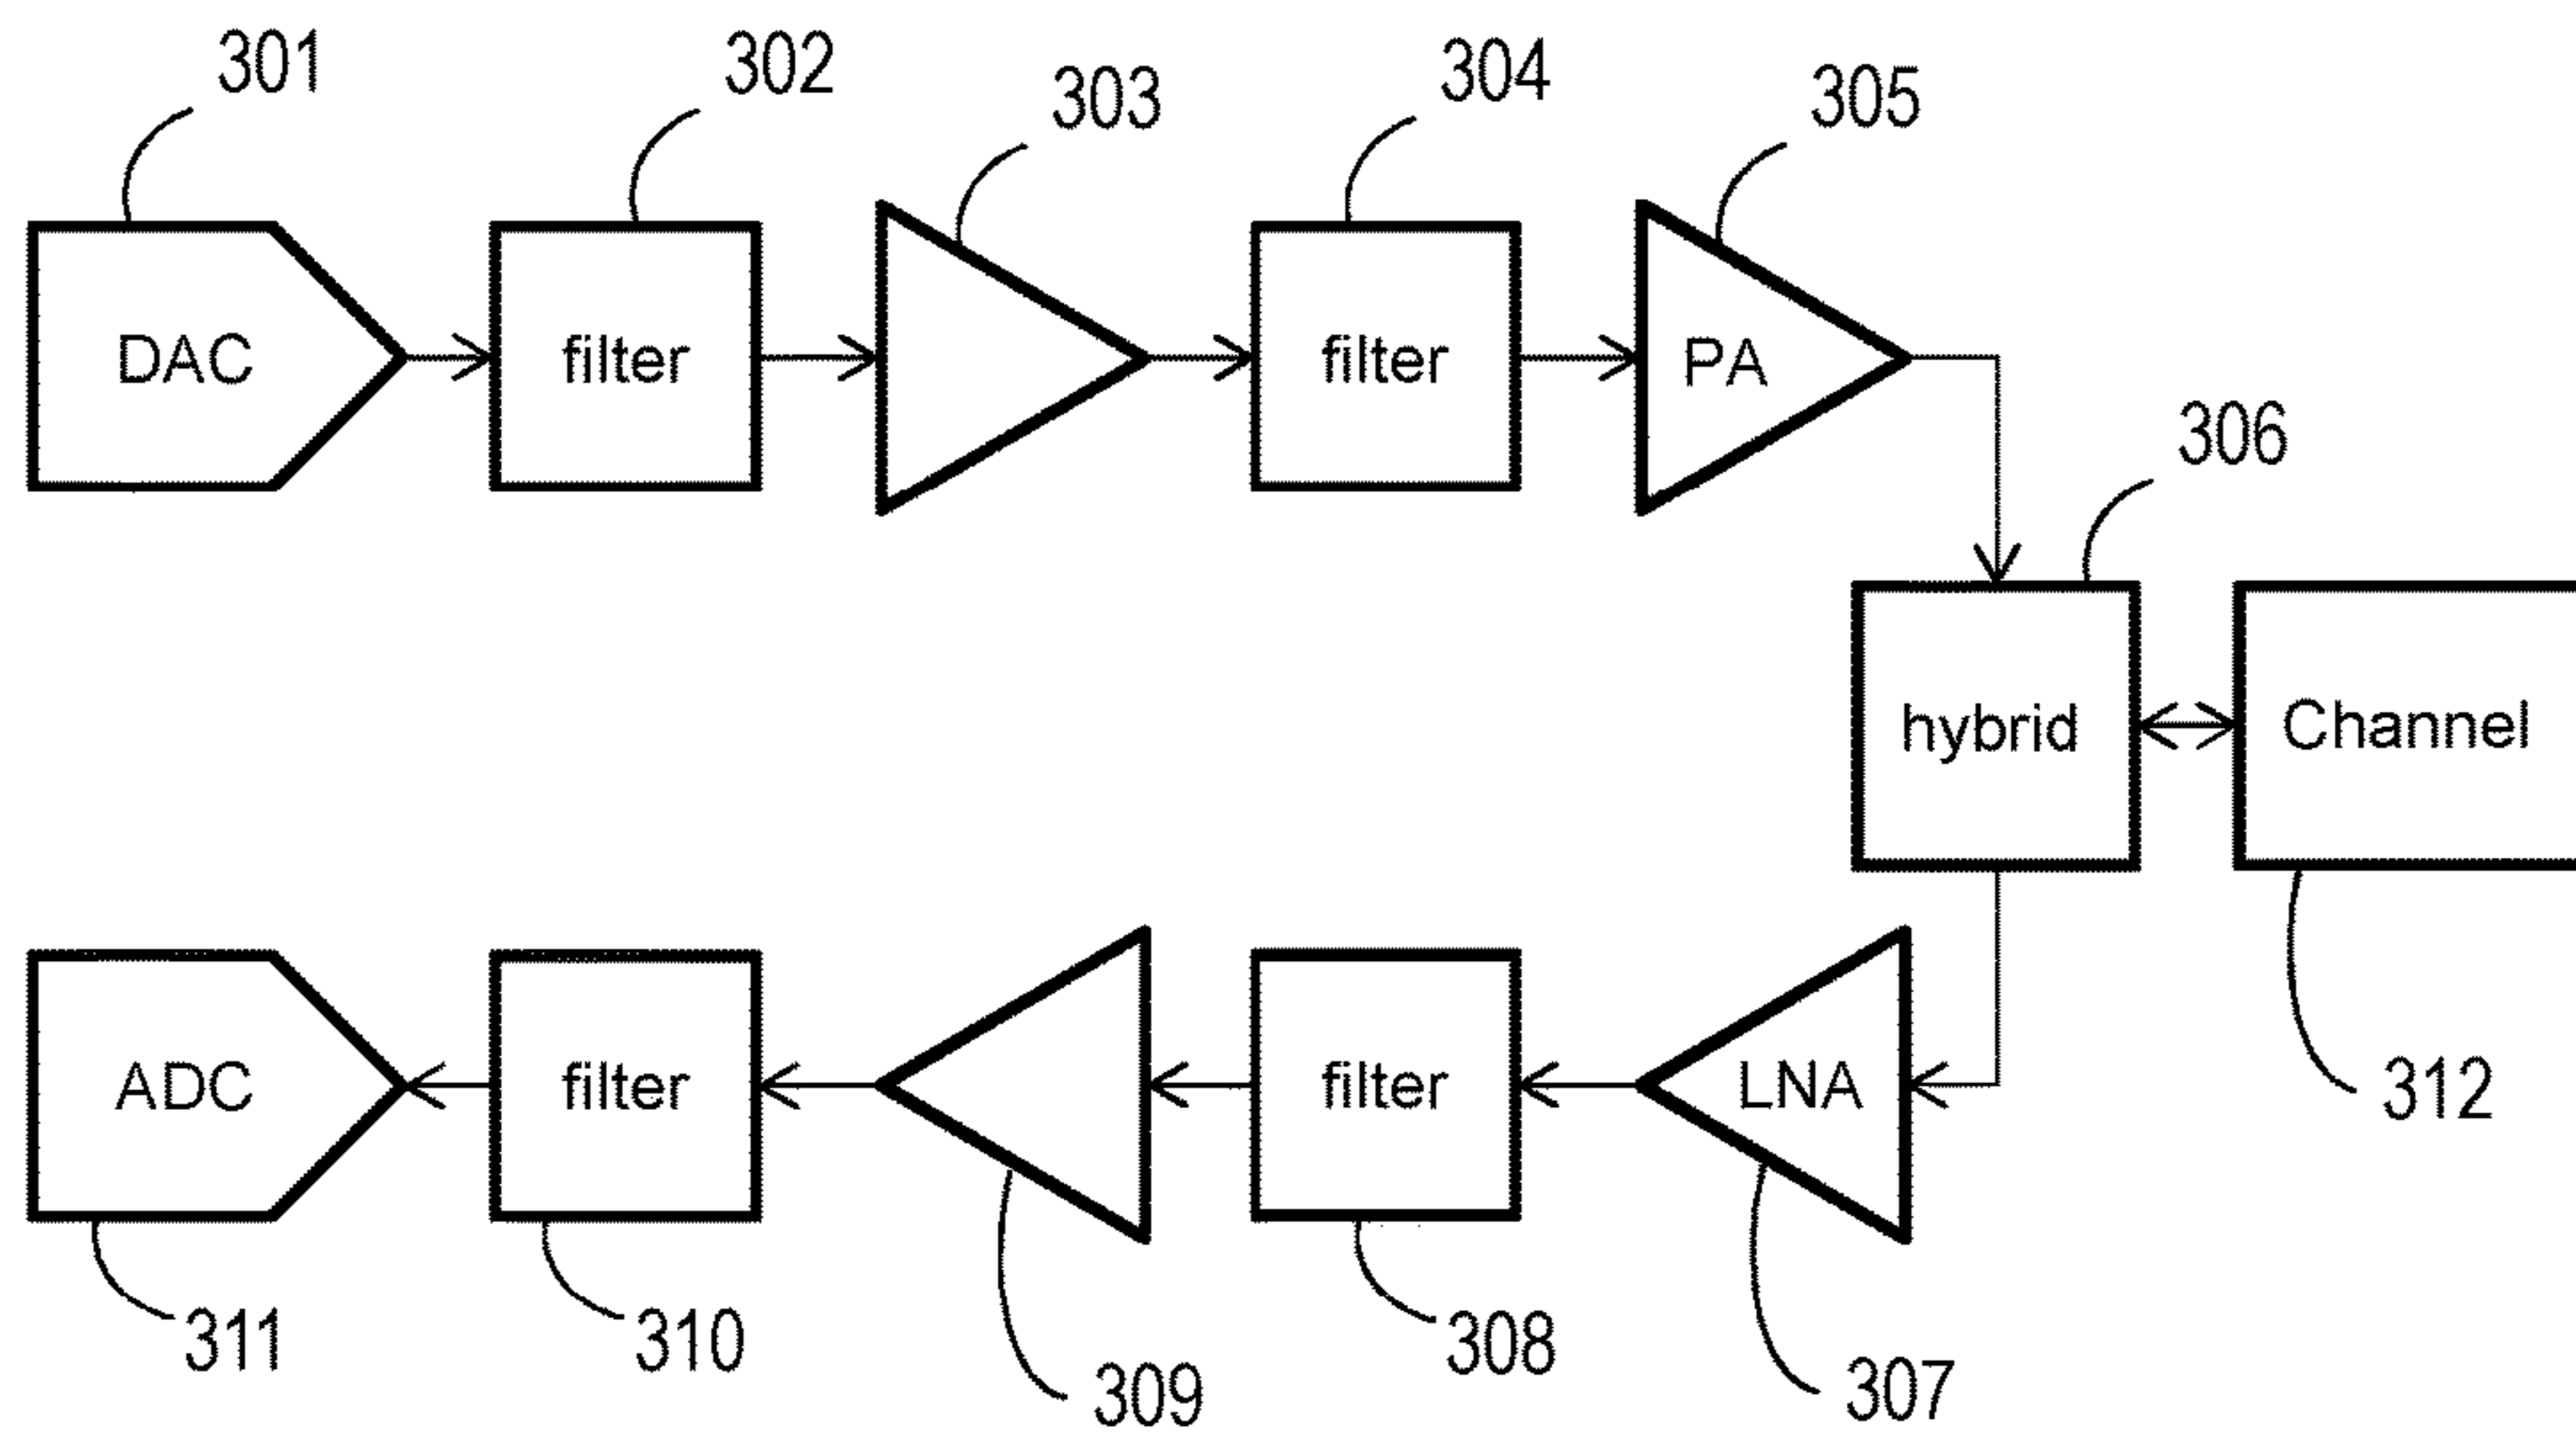 301
302
303
304
305
DAC
filter
filter
PA
306
hybrid
Channel
ADC
filter
filter
LNA
312
311
310
309
308
307